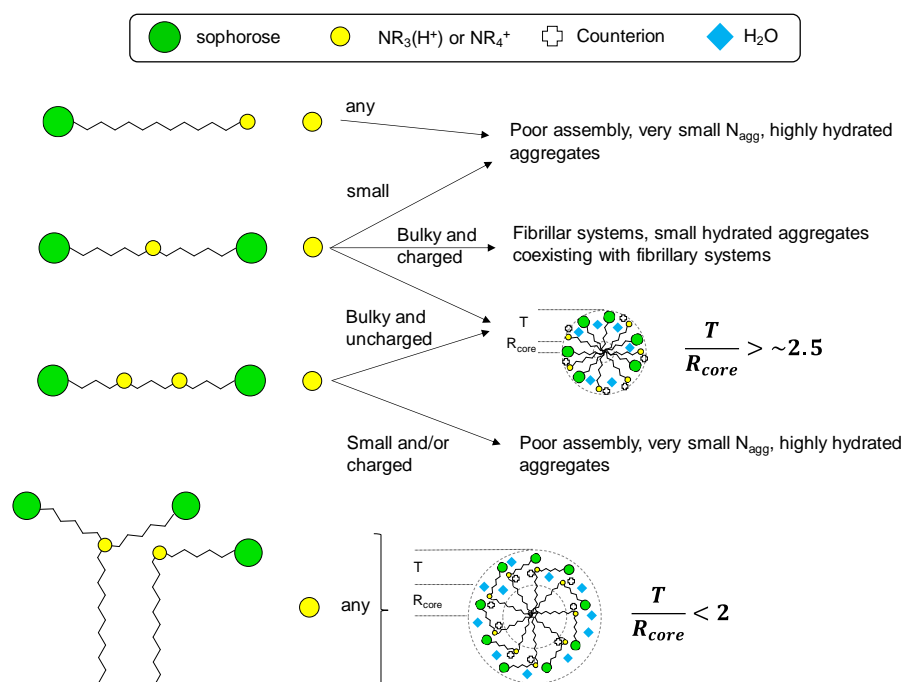 sophorose NR3(H+) or NR4+ Counterion H2O
any
Poor assembly, very small Nagg, highly hydrated
aggregates
small
Bulky and
charged
Fibrillar systems, small hydrated aggregates
coexisting with fibrillary systems
Bulky and
uncharged
T
Rcore
T/Rcore > ~2.5
Small and/or
charged
Poor assembly, very small Nagg, highly hydrated
aggregates
any
T
Rcore
T/Rcore < 2